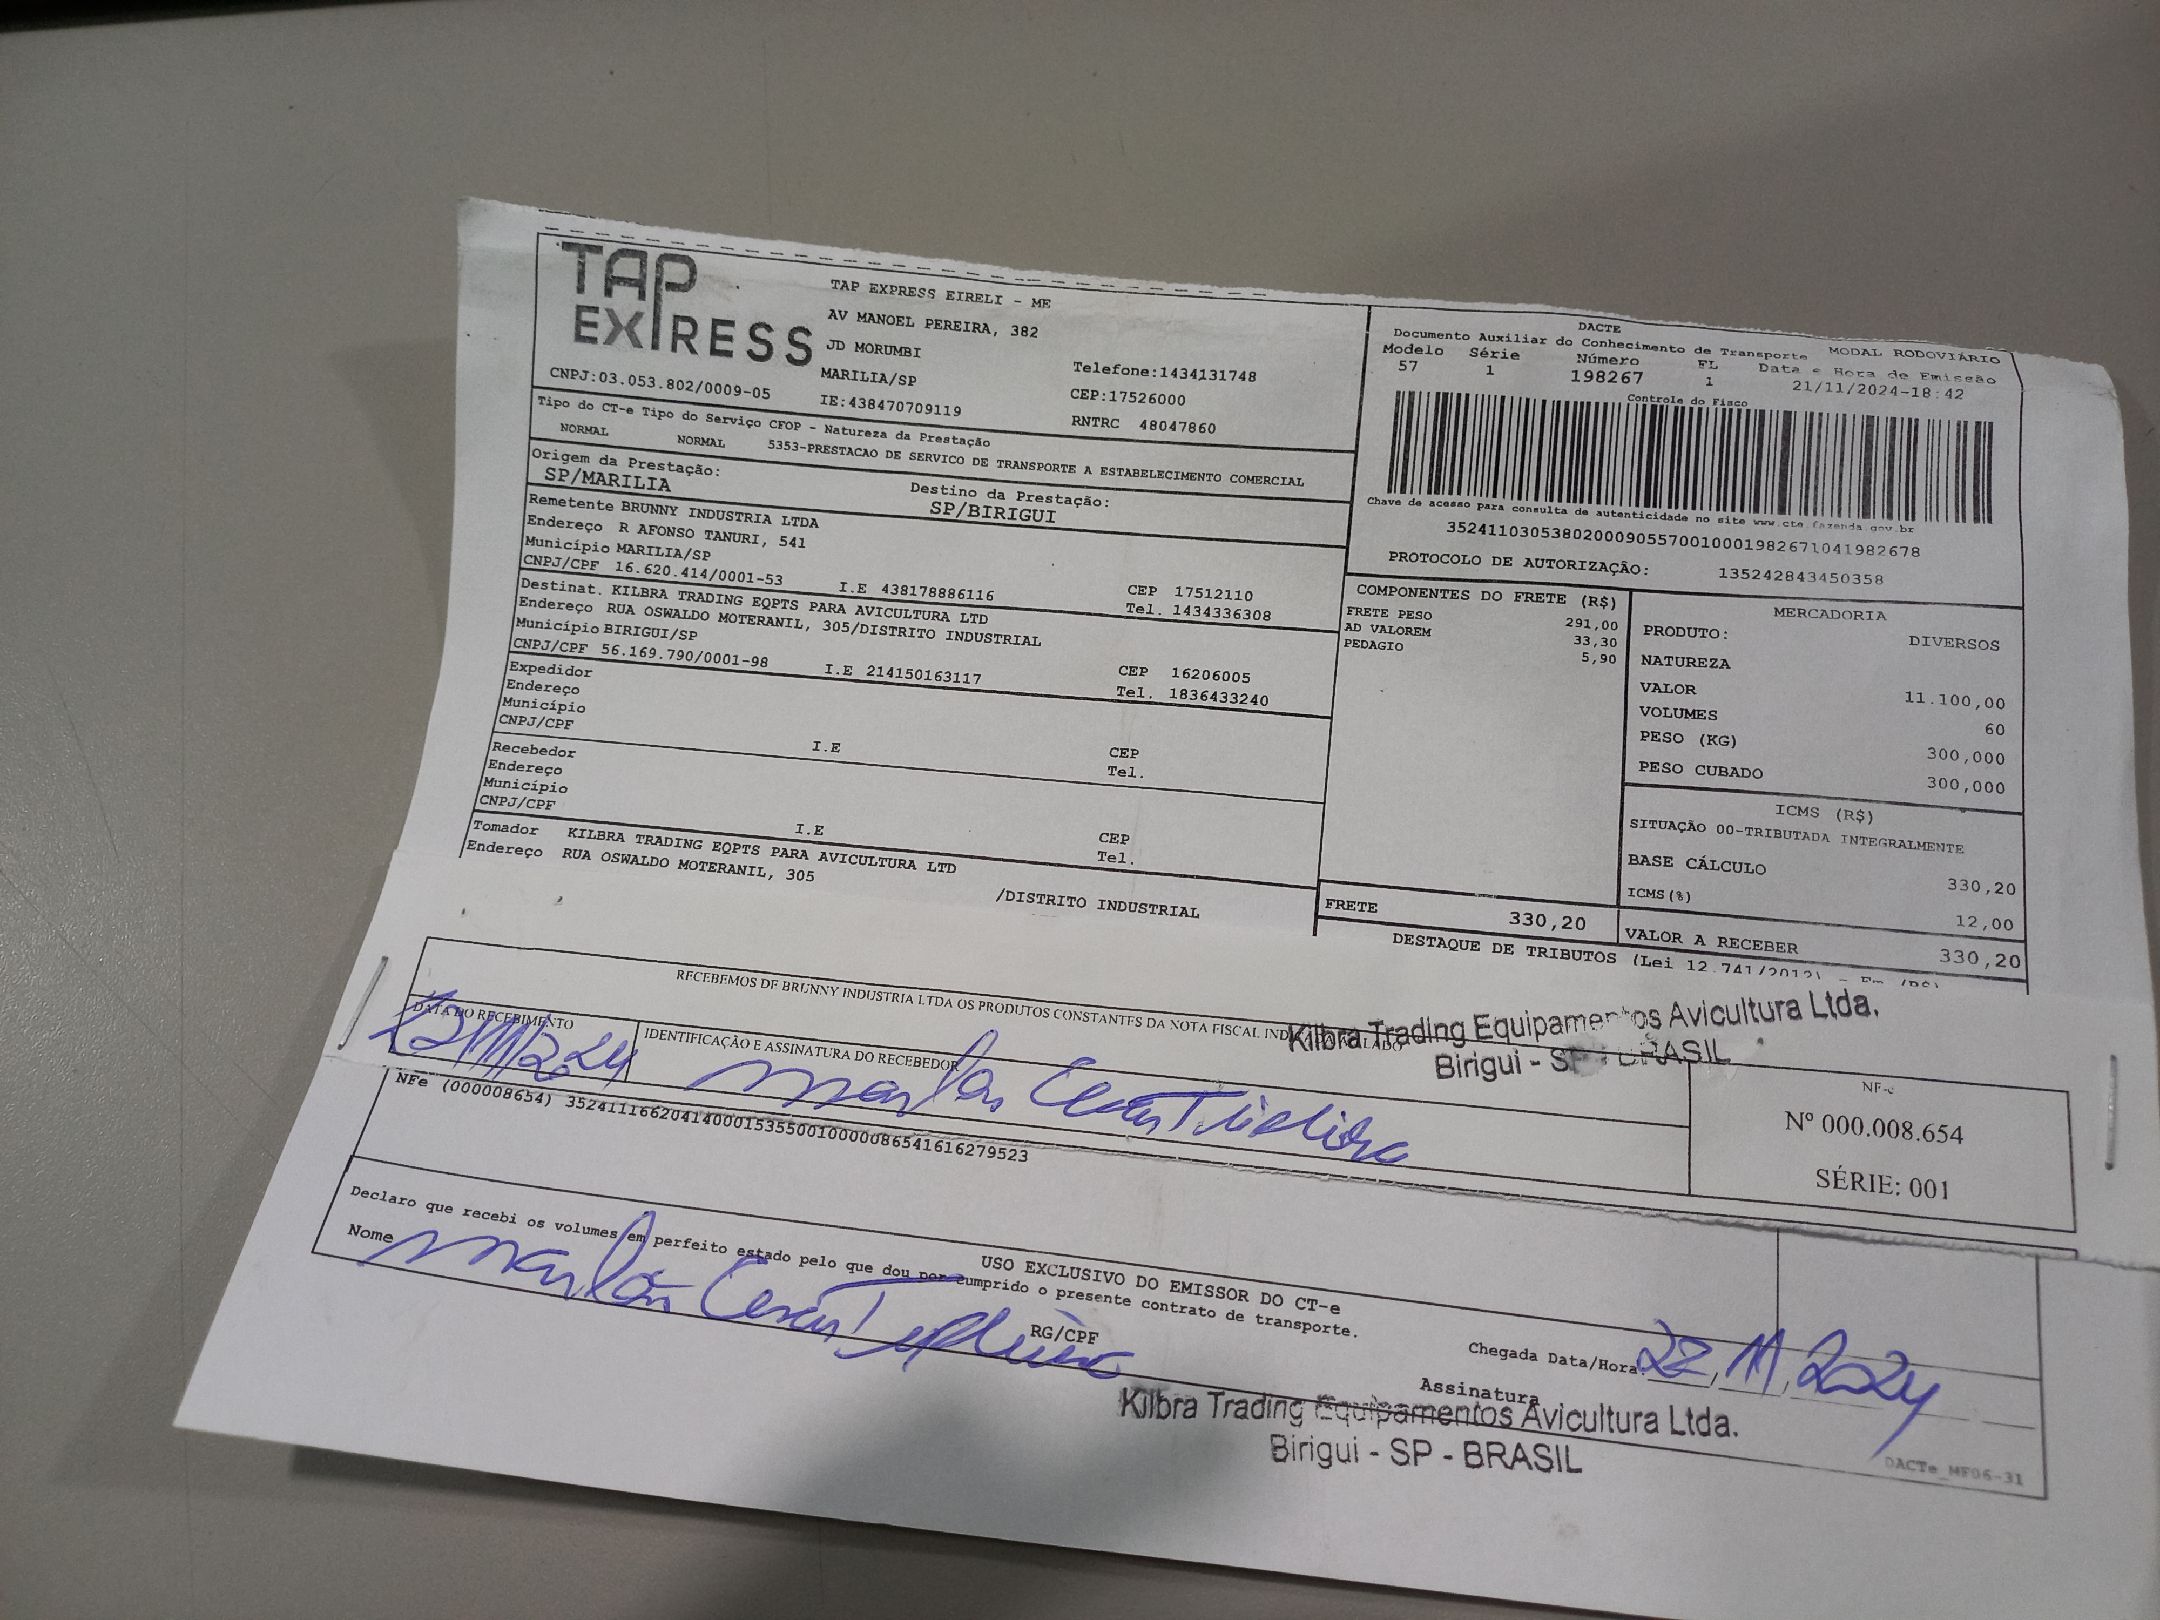 TAP
EXPRESS
TAP EXPRESS EIRELI - ME
AV MANOEL PEREIRA, 382
JD MORUMBI
MARILIA/SP
Telefone:1434131748
CNPJ:03.053.802/0009-05
IE:438470709119
CEP:17526000
RNTRC 48047860
Tipo do CT-e Tipo do Serviço CFOP - Natureza da Prestação
NORMAL NORMAL 5353-PRESTACAO DE SERVICO DE TRANSPORTE A ESTABELECIMENTO COMERCIAL
Origem da Prestação:
SP/MARILIA
Destino da Prestação:
SP/BIRIGUI
Remetente BRUNNY INDUSTRIA LTDA
Endereço R AFONSO TANURI, 541
Município MARILIA/SP
CEP 17512110
CNPJ/CPF 16.620.414/0001-53 I.E 438178886116 Tel. 1434336308
Destinat. KILBRA TRADING EQPTS PARA AVICULTURA LTD
Endereço RUA OSWALDO MOTERANIL, 305/DISTRITO INDUSTRIAL
Município BIRIGUI/SP
CEP 16206005
CNPJ/CPF 56.169.790/0001-98 I.E 214150163117 Tel. 1836433240
Expedidor
Endereço
Município
CEP
CNPJ/CPF I.E Tel.
Recebedor
Endereço
Município
CEP
CNPJ/CPF I.E Tel.
Tomador KILBRA TRADING EQPTS PARA AVICULTURA LTD
Endereço RUA OSWALDO MOTERANIL, 305 /DISTRITO INDUSTRIAL
DACTE
Documento Auxiliar do Conhecimento de Transporte MODAL RODOVIÁRIO
Modelo Série Número FL Data e Hora de Emissão
57 1 198267 1 21/11/2024-18:42
Controle do Fisco
Chave de acesso para consulta de autenticidade no site www.cte.fazenda.gov.br
35241103053802000905570010001982671041982678
PROTOCOLO DE AUTORIZAÇÃO: 135242843450358
COMPONENTES DO FRETE (R$)
FRETE PESO 291,00
AD VALOREM 33,30
PEDAGIO 5,90
FRETE 330,20
MERCADORIA
PRODUTO: DIVERSOS
NATUREZA
VALOR 11.100,00
VOLUMES 60
PESO (KG) 300,000
PESO CUBADO 300,000
ICMS (R$)
SITUAÇÃO 00-TRIBUTADA INTEGRALMENTE
BASE CÁLCULO 330,20
ICMS(%) 12,00
VALOR A RECEBER 330,20
DESTAQUE DE TRIBUTOS (Lei 12.741/2012) - Em (R$)
RECEBEMOS DE BRUNNY INDUSTRIA LTDA OS PRODUTOS CONSTANTES DA NOTA FISCAL
Kilbra Trading Equipamentos Avicultura Ltda.
Birigui - SP - BRASIL
DATA DO RECEBIMENTO
22/11/2024
IDENTIFICAÇÃO E ASSINATURA DO RECEBEDOR
Marlon Cesar
NF-e
Nº 000.008.654
SÉRIE: 001
NFe (000008654) 35241116620414000153550010000086541616279523
USO EXCLUSIVO DO EMISSOR DO CT-e
Declaro que recebi os volumes em perfeito estado pelo que dou por cumprido o presente contrato de transporte.
Nome Marlon Cesar
RG/CPF
Chegada Data/Hora 22/11/2024
Assinatura
Kilbra Trading Equipamentos Avicultura Ltda.
Birigui - SP - BRASIL
DACTe_MF06-31